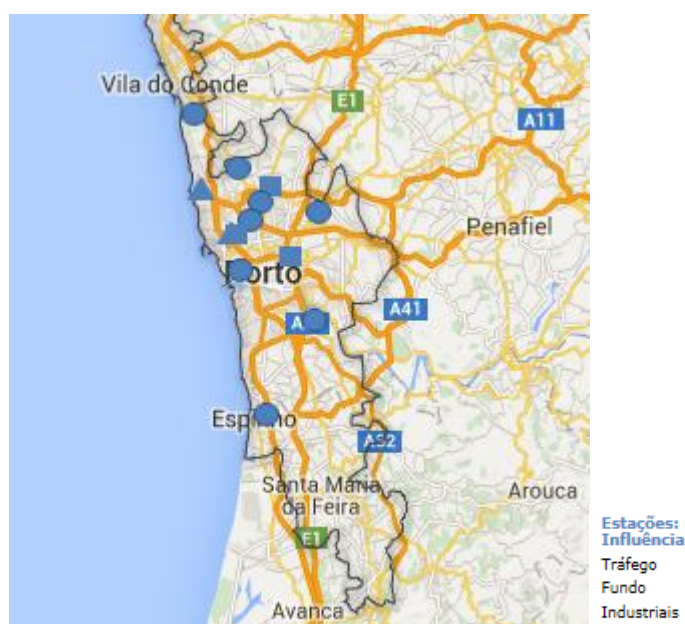 Vila do Conde
E1
A11
Penafiel
Porto
A41
Espinho
A32
Santa Maria
da Feira
Arouca
E1
Avanca
Estações:
Influência
Tráfego
Fundo
Industriais